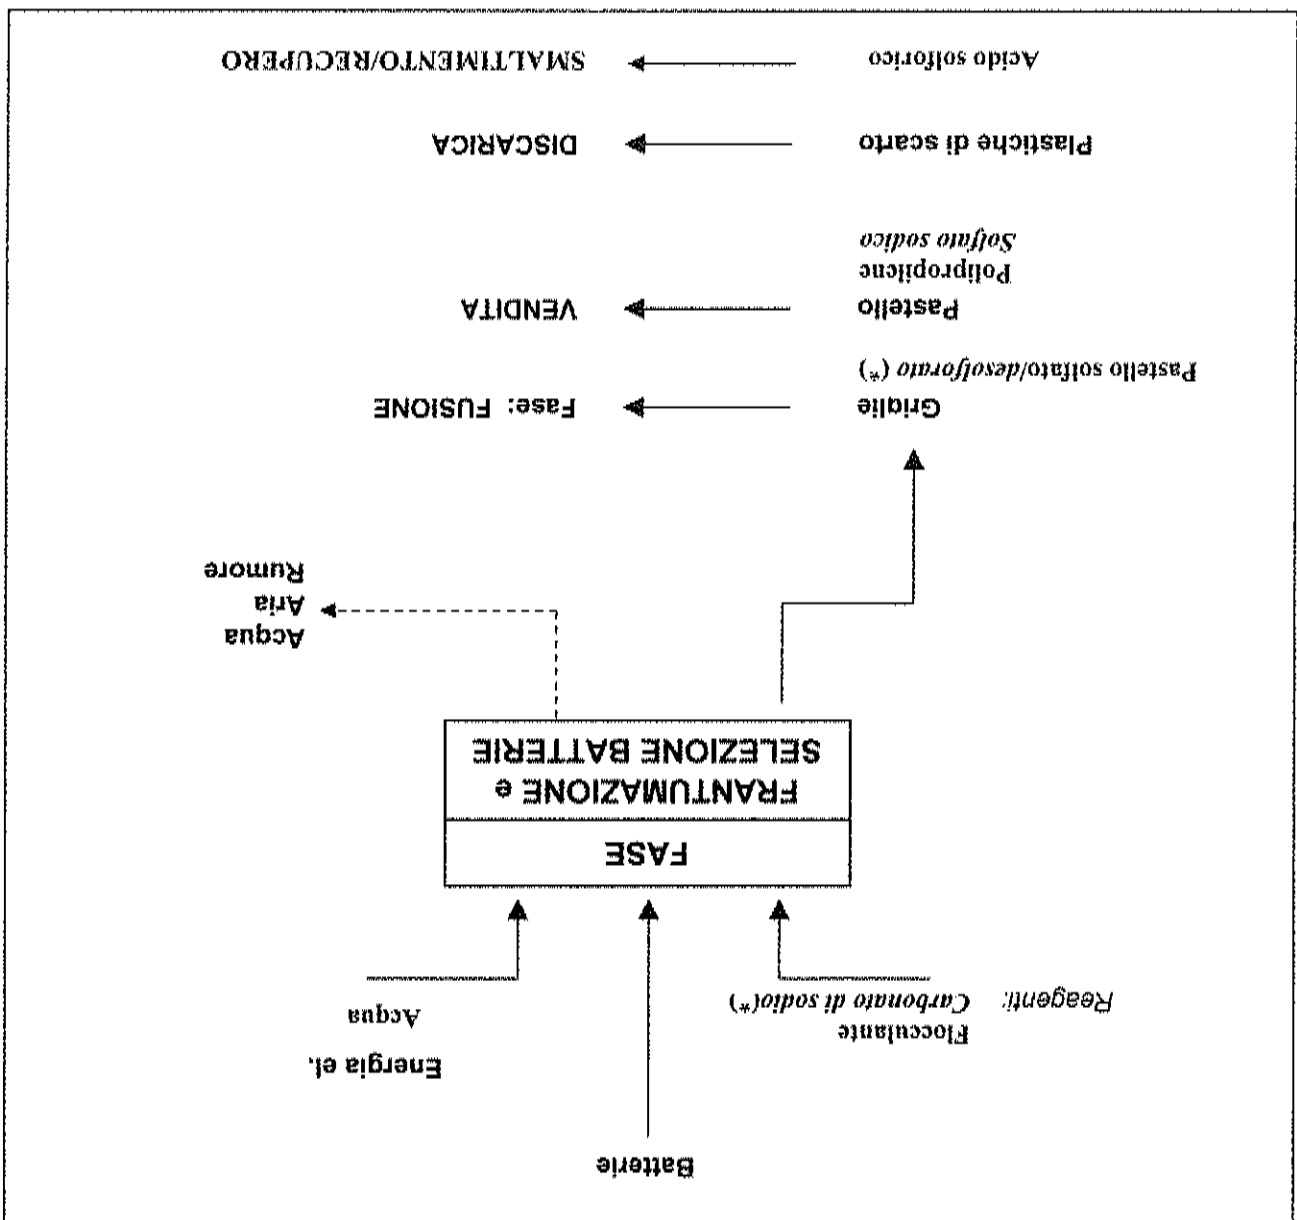 Batterie
Reagenti:
Flocculante
Carbonato di sodio(*)
Energia el.
Acqua
FASE
FRANTUMAZIONE e
SELEZIONE BATTERIE
Acqua
Aria
Rumore
Griglie
Fase: FUSIONE
Pastello solfato/desolforato (*)
Pastello
VENDITA
Polipropilene
Solfato sodico
Plastiche di scarto
DISCARICA
Acido solforico
SMALTIMENTO/RECUPERO